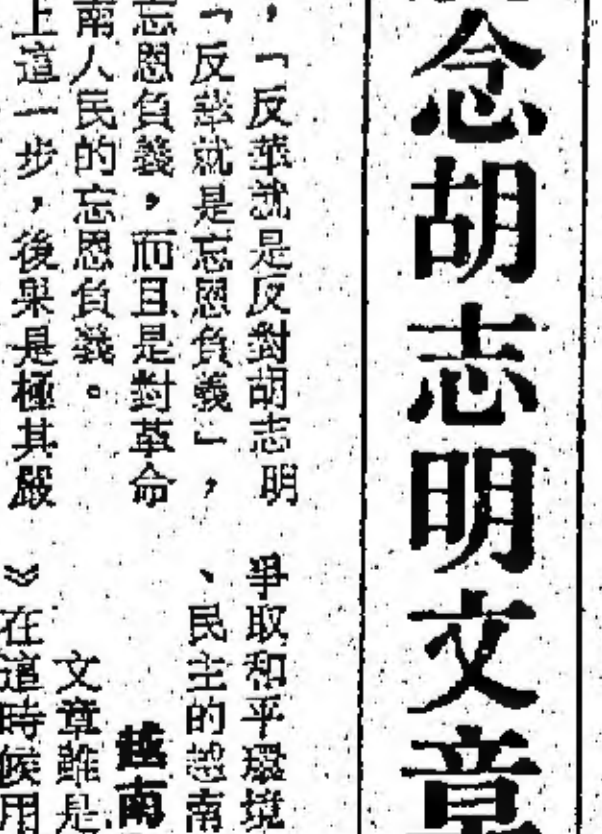 念胡志明文章
，「反華就是反對胡志明
「反華就是忘恩負義」，
忘恩負義，而且是對革命
南人民的忘恩負義。
上這一步，後果是極其嚴
爭取和平環境
、民主的越南
越南
文章雖是
》在這時候用